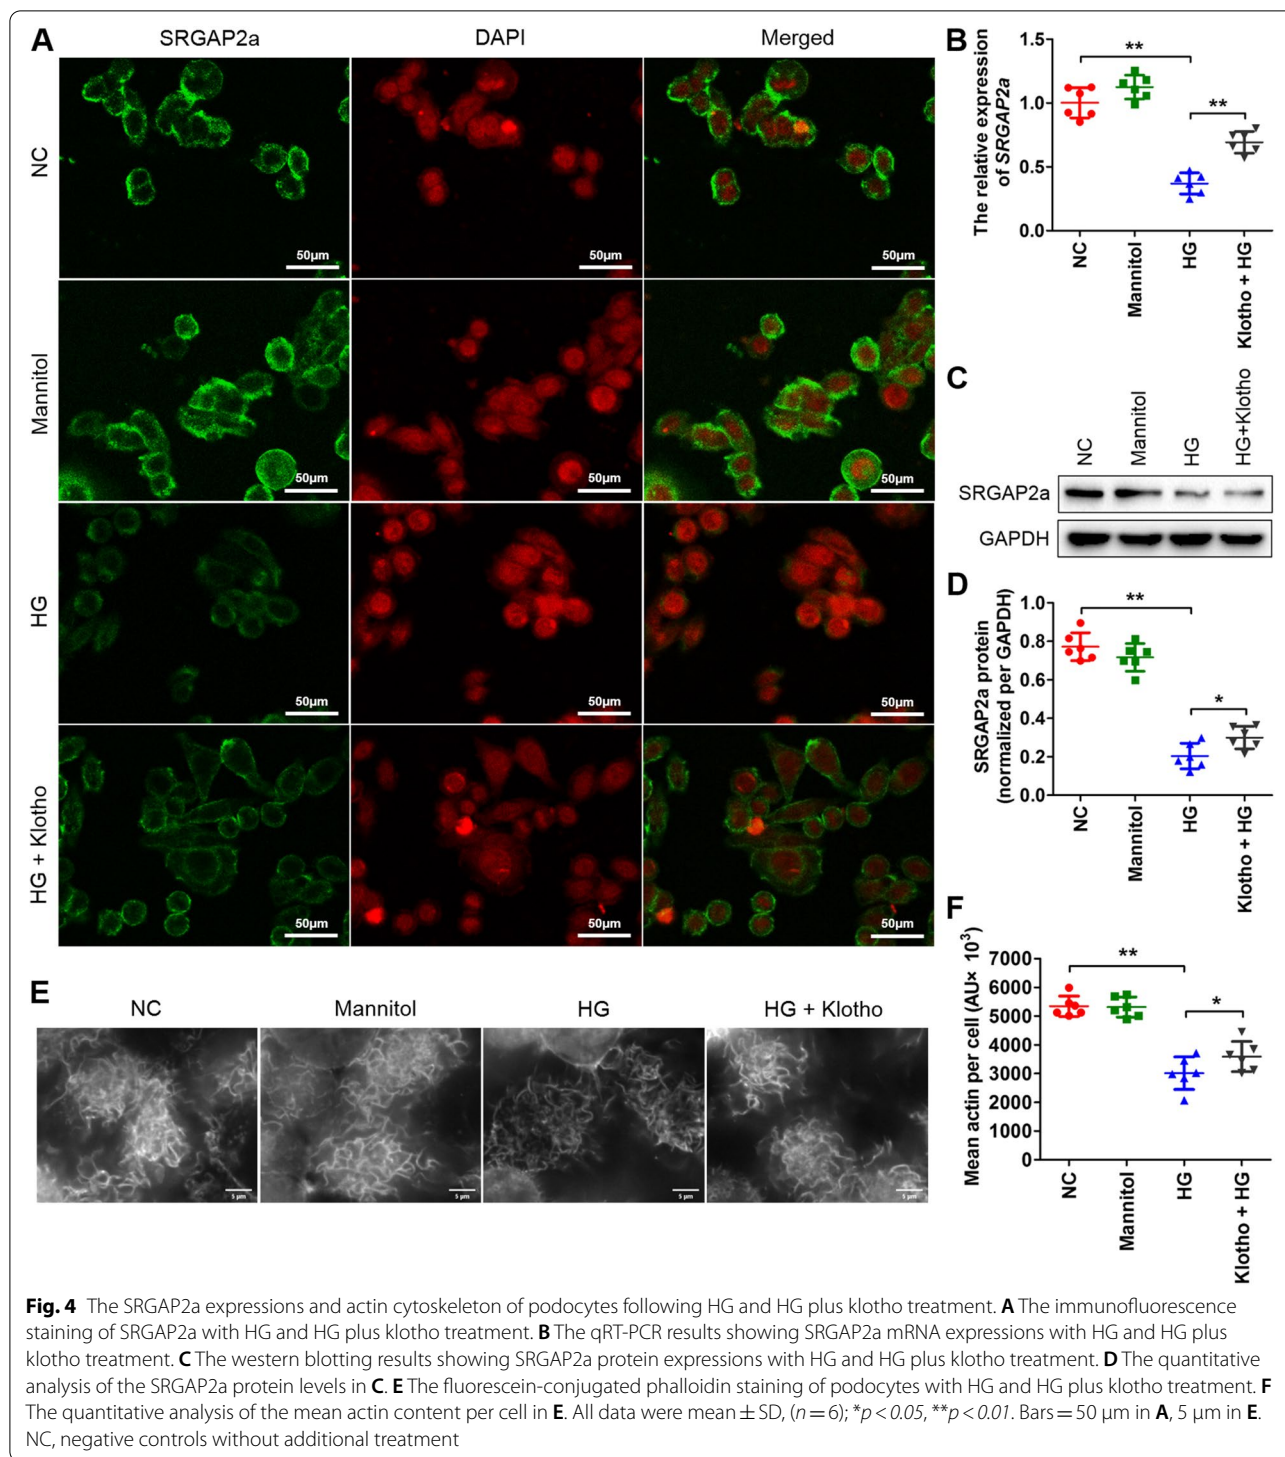 A
SRGAP2a DAPI Merged
NC
50μm 50μm 50μm
Mannitol
50μm 50μm 50μm
HG
50μm 50μm 50μm
HG + Klotho
50μm 50μm 50μm
B
The relative expression
of SRGAP2a
1.5
1.0
0.5
0.0
**
**
NC Mannitol HG Klotho + HG
C
NC Mannitol HG HG+Klotho
SRGAP2a
GAPDH
D
SRGAP2a protein
(normalized per GAPDH)
1.0
0.8
0.6
0.4
0.2
0.0
**
*
NC Mannitol HG Klotho + HG
E
NC Mannitol HG HG + Klotho
5 μm 5 μm 5 μm 5 μm
F
Mean actin per cell (AU× 10³)
7000
6000
5000
4000
3000
2000
1000
0
**
*
NC Mannitol HG Klotho + HG
Fig. 4 The SRGAP2a expressions and actin cytoskeleton of podocytes following HG and HG plus klotho treatment. A The immunofluorescence
staining of SRGAP2a with HG and HG plus klotho treatment. B The qRT-PCR results showing SRGAP2a mRNA expressions with HG and HG plus
klotho treatment. C The western blotting results showing SRGAP2a protein expressions with HG and HG plus klotho treatment. D The quantitative
analysis of the SRGAP2a protein levels in C. E The fluorescein-conjugated phalloidin staining of podocytes with HG and HG plus klotho treatment. F
The quantitative analysis of the mean actin content per cell in E. All data were mean ± SD, (n = 6); *p < 0.05, **p < 0.01. Bars = 50 μm in A, 5 μm in E.
NC, negative controls without additional treatment